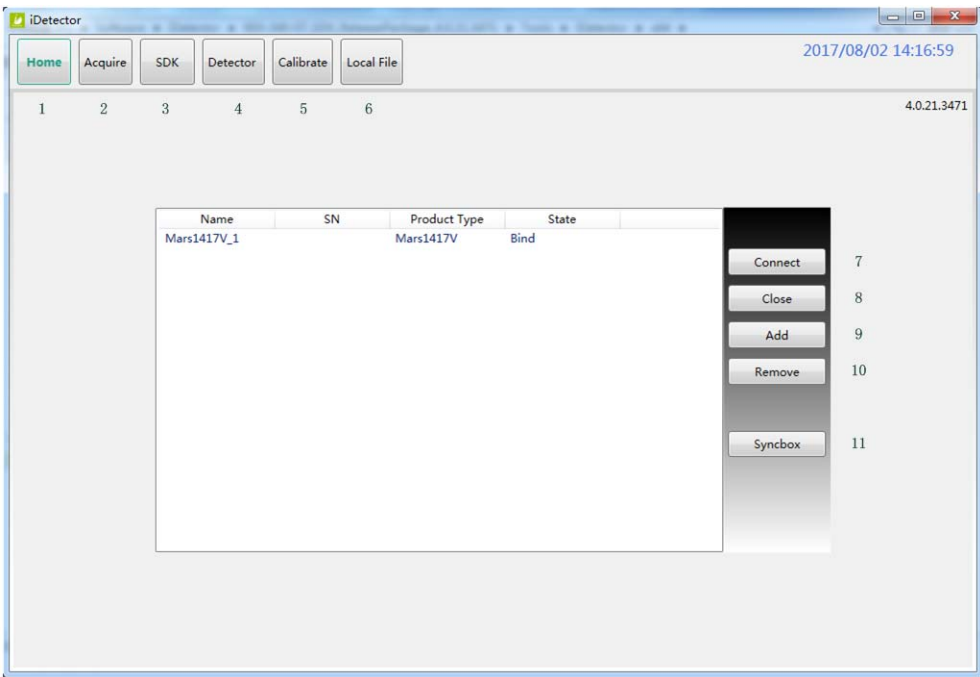 iDetector
Home Acquire SDK Detector Calibrate Local File
2017/08/02 14:16:59
1 2 3 4 5 6
4.0.21.3471
Name SN Product Type State
Mars1417V_1 Mars1417V Bind
Connect 7
Close 8
Add 9
Remove 10
Syncbox 11